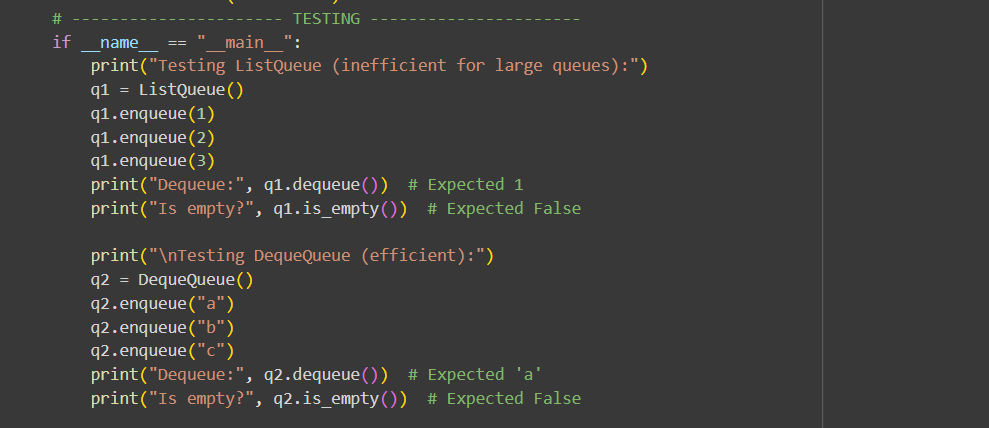 # ---------------------- TESTING ----------------------
if __name__ == "__main__":
    print("Testing ListQueue (inefficient for large queues):")
    q1 = ListQueue()
    q1.enqueue(1)
    q1.enqueue(2)
    q1.enqueue(3)
    print("Dequeue:", q1.dequeue())  # Expected 1
    print("Is empty?", q1.is_empty())  # Expected False

    print("\nTesting DequeQueue (efficient):")
    q2 = DequeQueue()
    q2.enqueue("a")
    q2.enqueue("b")
    q2.enqueue("c")
    print("Dequeue:", q2.dequeue())  # Expected 'a'
    print("Is empty?", q2.is_empty())  # Expected False